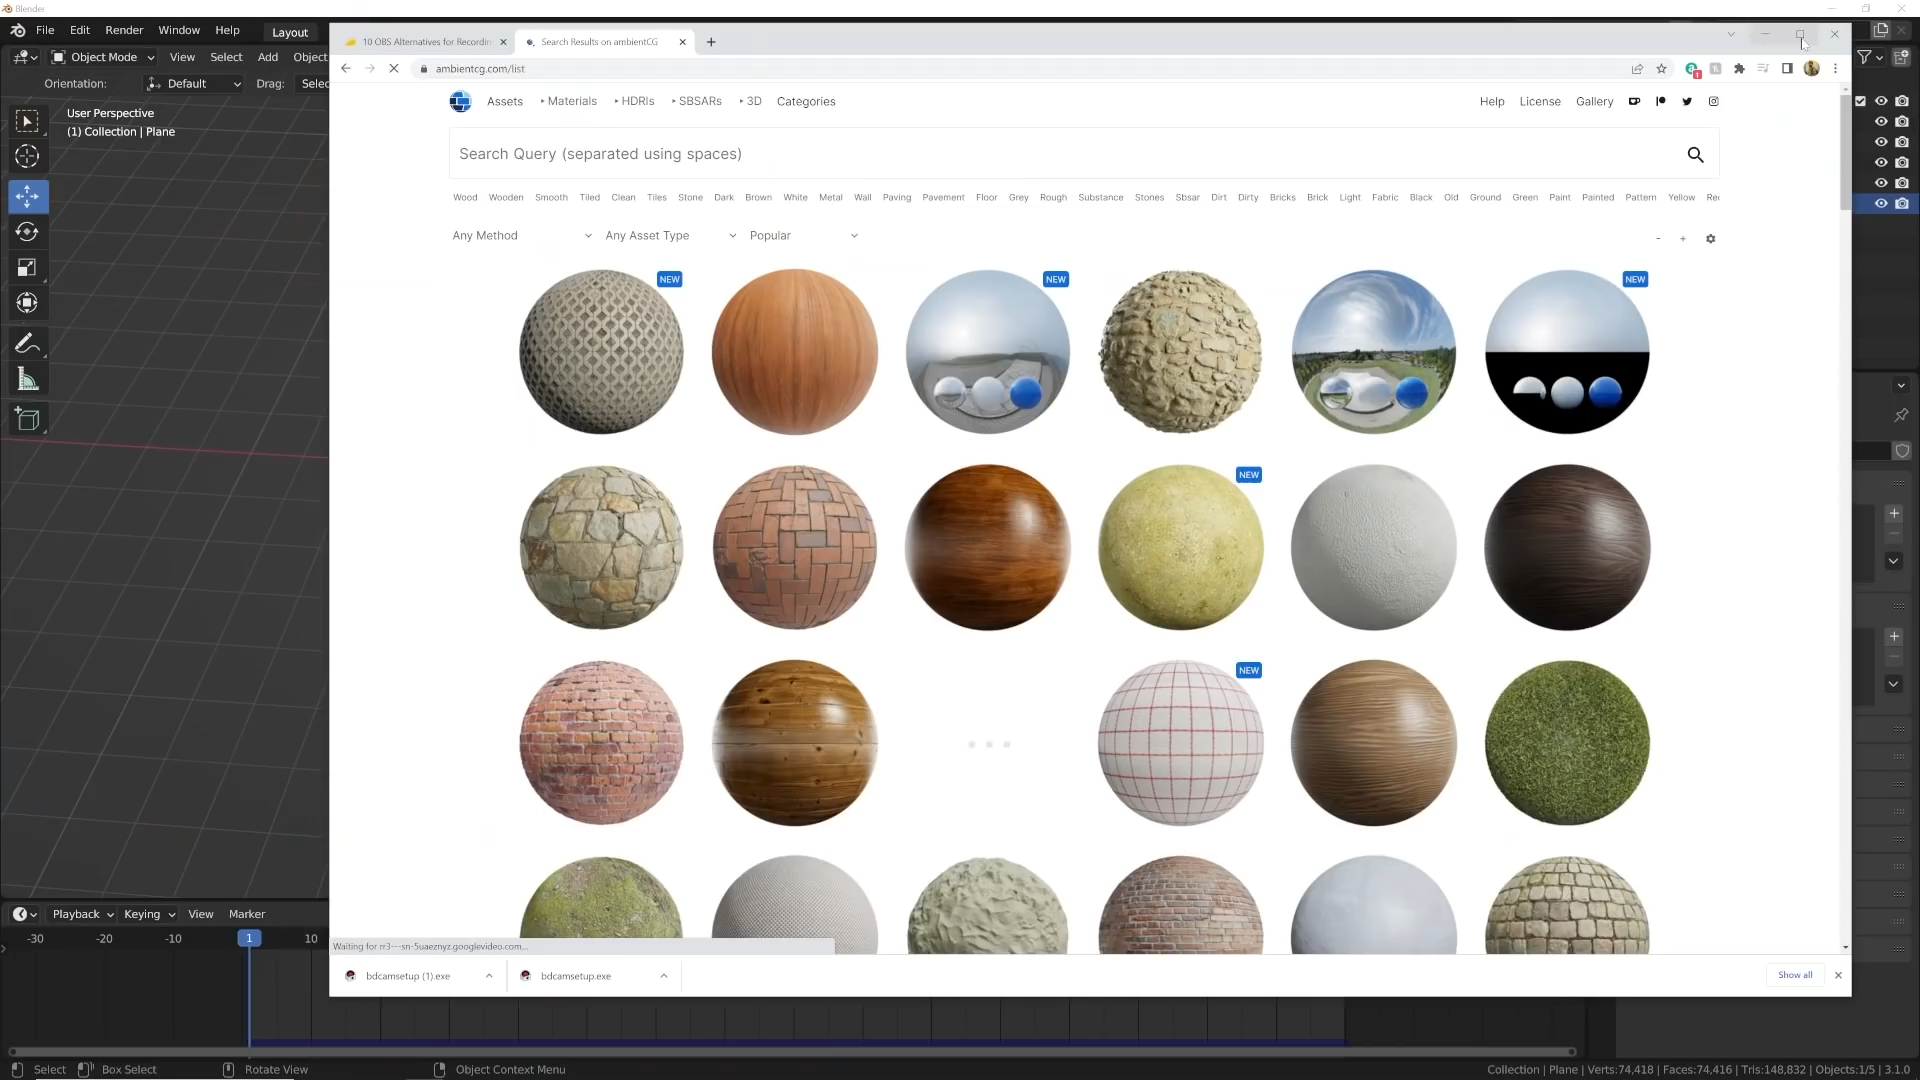 Blender
File Edit Render Window Help Layout
10 OBS Alternatives for Recordin
Search Results on ambientCG
Object Mode View Select Add Object
ambientcg.com/list
Orientation: Default Drag: Selec
Assets Materials HDRIs SBSARs 3D Categories
Help License Gallery
User Perspective
(1) Collection | Plane
Search Query (separated using spaces)
Wood Wooden Smooth Tiled Clean Tiles Stone Dark Brown White Metal Wall Paving Pavement Floor Grey Rough Substance Stones Sbsar Dirt Dirty Bricks Brick Light Fabric Black Old Ground Green Paint Painted Pattern Yellow Re
Any Method Any Asset Type Popular - +
NEW NEW NEW
NEW
NEW
Waiting for rr3---sn-5uaeznyz.googlevideo.com...
Playback Keying View Marker
-30 -20 -10 1 10
bdcamsetup (1).exe bdcamsetup.exe Show all
Select Box Select Rotate View Object Context Menu
Collection | Plane | Verts:74,418 | Faces:74,416 | Tris:148,832 | Objects:1/5 | 3.1.0